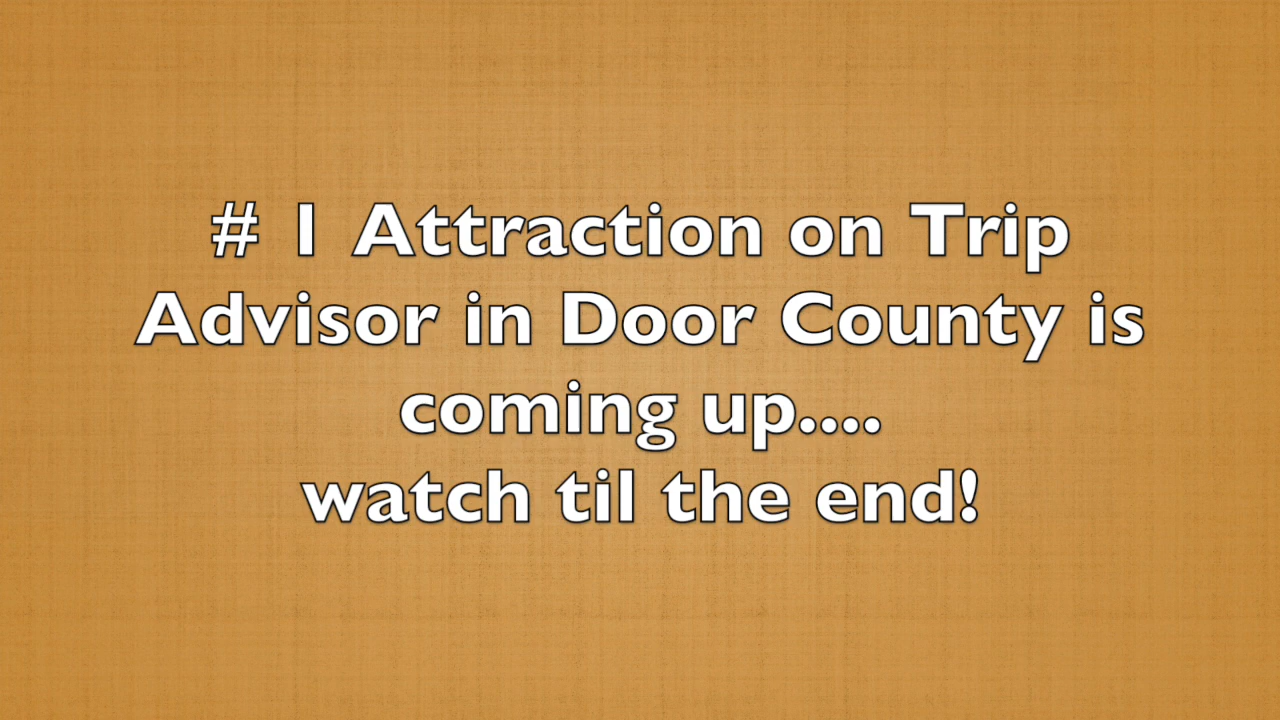 # 1 Attraction on Trip
Advisor in Door County is
coming up....
watch til the end!